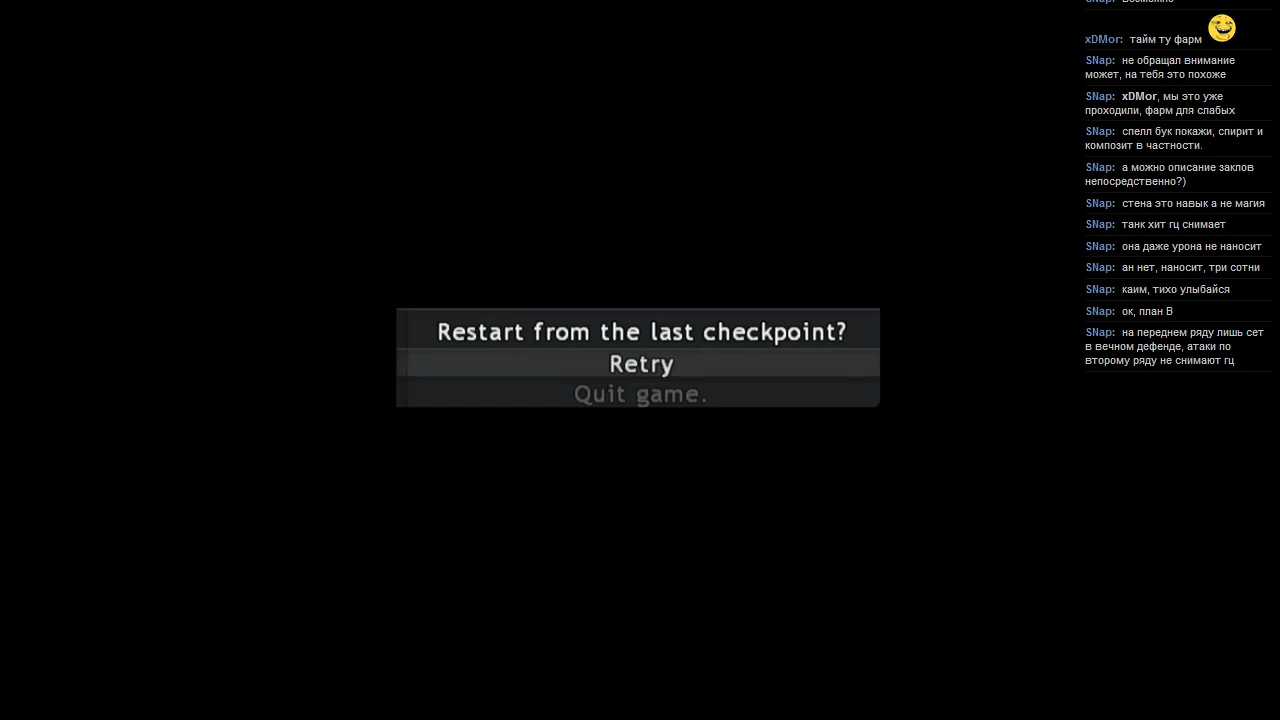 SNap: возможно
xDMor: тайм ту фарм
SNap: не обращал внимание
может, на тебя это похоже
SNap: xDMor, мы это уже
проходили, фарм для слабых
SNap: спелл бук покажи, спирит и
композит в частности.
SNap: а можно описание заклов
непосредственно?)
SNap: стена это навык а не магия
SNap: танк хит гц снимает
SNap: она даже урона не наносит
SNap: ан нет, наносит, три сотни
SNap: каим, тихо улыбайся
SNap: ок, план В
SNap: на переднем ряду лишь сет
в вечном дефенде, атаки по
второму ряду не снимают гц
Restart from the last checkpoint?
Retry
Quit game.